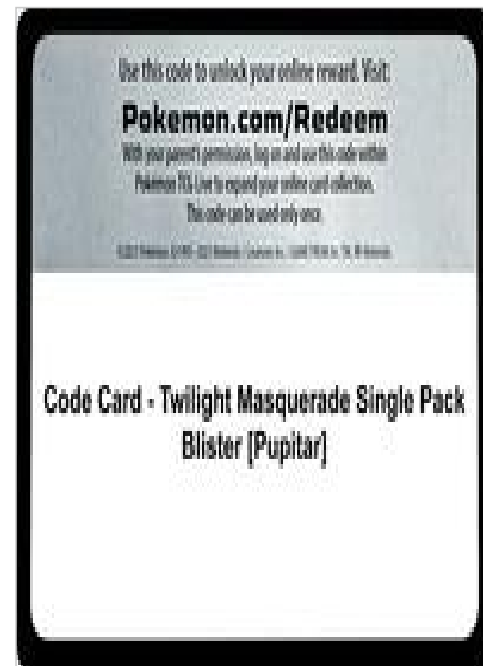 Use this code to unlock your online reward. Visit:
Pokemon.com/Redeem
With your parent's permission, log on and use this code within
Pokémon TCG Live to expand your online card collection.
This code can be used only once.
Code Card - Twilight Masquerade Single Pack
Blister [Pupitar]